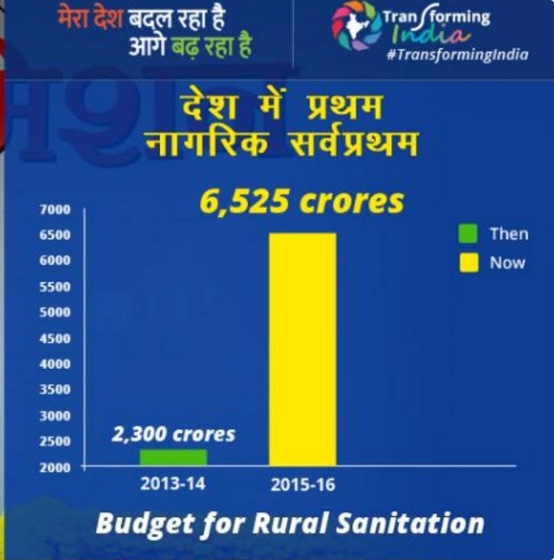 मेरा देश बदल रहा है
आगे बढ़ रहा है
Transforming
India
#TransformingIndia
देश में प्रथम
नागरिक सर्वप्रथम
6,525 crores
7000
6500
6000
5500
5000
4500
4000
3500
3000
2500
2000
Then
Now
2,300 crores
2013-14 2015-16
Budget for Rural Sanitation